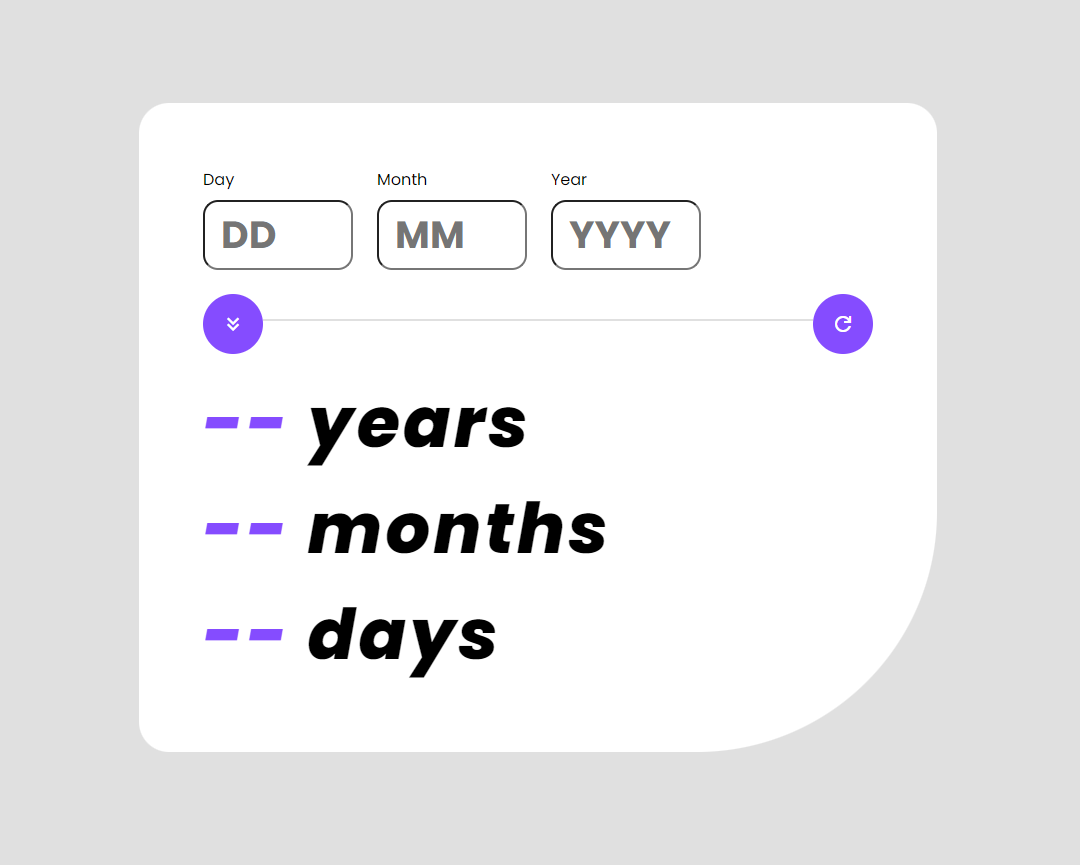 Day Month Year
DD MM YYYY
-- years
-- months
-- days